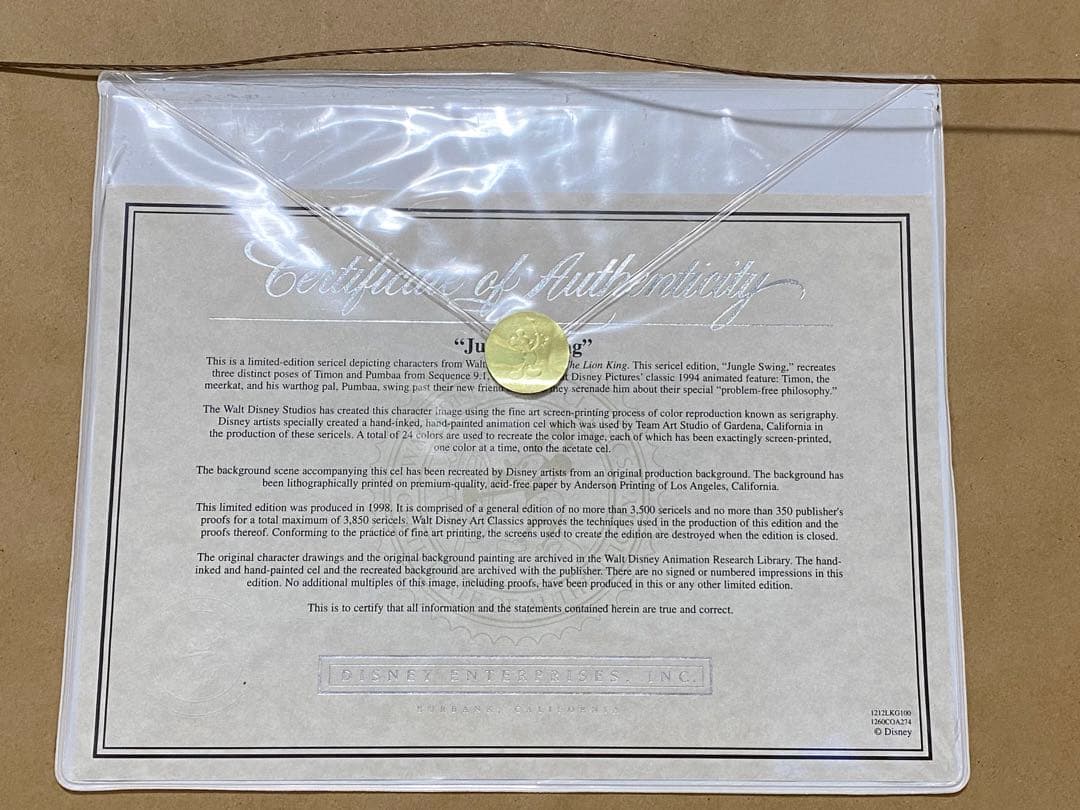 Certificate of Authenticity
“Ju g”
This is a limited-edition sericel depicting characters from Walt he Lion King. This sericel edition, “Jungle Swing,” recreates
three distinct poses of Timon and Pumbaa from Sequence 9.1, t Disney Pictures’ classic 1994 animated feature: Timon, the
meerkat, and his warthog pal, Pumbaa, swing past their new friend hey serenade him about their special “problem-free philosophy.”
The Walt Disney Studios has created this character image using the fine art screen-printing process of color reproduction known as serigraphy.
Disney artists specially created a hand-inked, hand-painted animation cel which was used by Team Art Studio of Gardena, California in
the production of these sericels. A total of 24 colors are used to recreate the color image, each of which has been exactingly screen-printed,
one color at a time, onto the acetate cel.
The background scene accompanying this cel has been recreated by Disney artists from an original production background. The background has
been lithographically printed on premium-quality, acid-free paper by Anderson Printing of Los Angeles, California.
This limited edition was produced in 1998. It is comprised of a general edition of no more than 3,500 sericels and no more than 350 publisher's
proofs for a total maximum of 3,850 sericels. Walt Disney Art Classics approves the techniques used in the production of this edition and the
proofs thereof. Conforming to the practice of fine art printing, the screens used to create the edition are destroyed when the edition is closed.
The original character drawings and the original background painting are archived in the Walt Disney Animation Research Library. The hand-
inked and hand-painted cel and the recreated background are archived with the publisher. There are no signed or numbered impressions in this
edition. No additional multiples of this image, including proofs, have been produced in this or any other limited edition.
This is to certify that all information and the statements contained herein are true and correct.
DISNEY ENTERPRISES, INC.
BURBANK, CALIFORNIA
1212LKG100
1260COA274
© Disney